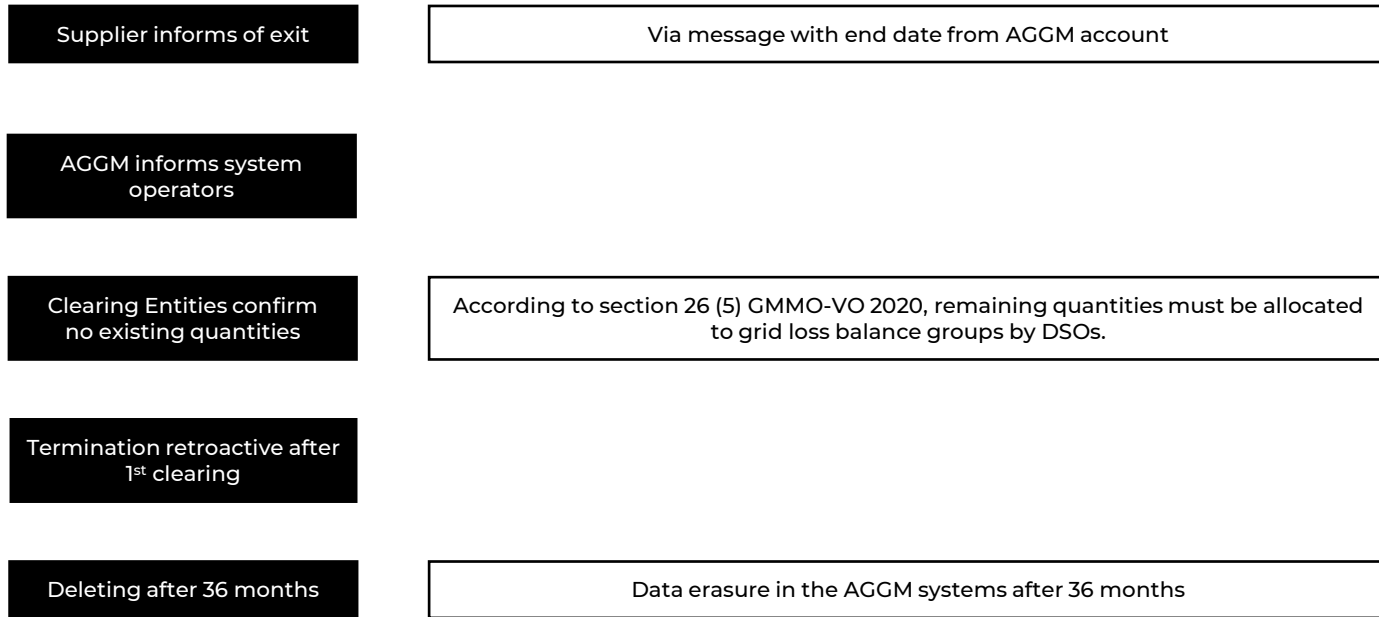 Supplier informs of exit
Via message with end date from AGGM account
AGGM informs system
operators
Clearing Entities confirm
no existing quantities
According to section 26 (5) GMMO-VO 2020, remaining quantities must be allocated
to grid loss balance groups by DSOs.
Termination retroactive after
1st clearing
Deleting after 36 months
Data erasure in the AGGM systems after 36 months